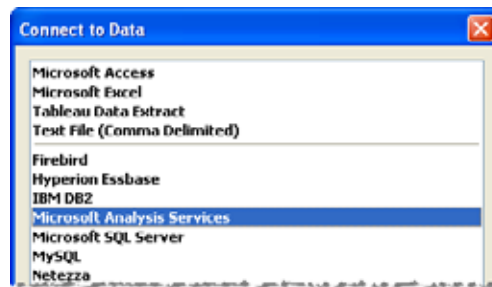 Connect to Data
Microsoft Access
Microsoft Excel
Tableau Data Extract
Text File (Comma Delimited)
Firebird
Hyperion Essbase
IBM DB2
Microsoft Analysis Services
Microsoft SQL Server
MySQL
Netezza